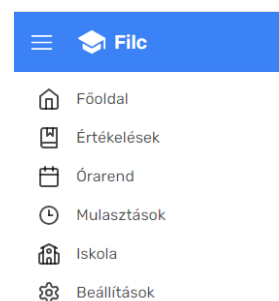 Filc
Főoldal
Értékelések
Órarend
Mulasztások
Iskola
Beállítások